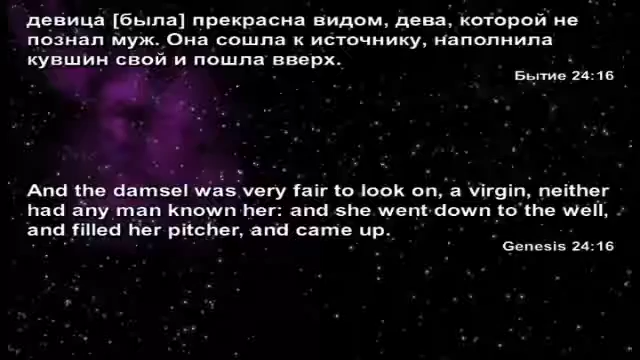 девица [была] прекрасна видом, дева, которой не
познал муж. Она сошла к источнику, наполнила
кувшин свой и пошла вверх.
Бытие 24:16
And the damsel was very fair to look on, a virgin, neither
had any man known her: and she went down to the well,
and filled her pitcher, and came up.
Genesis 24:16